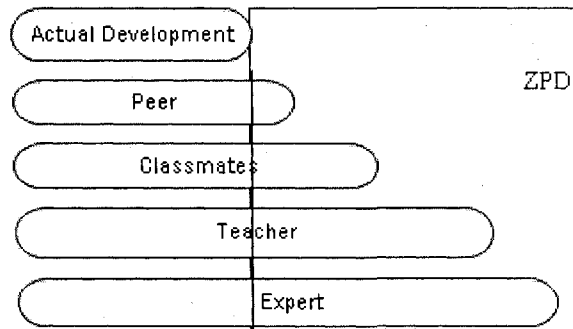 Actual Development
ZPD
Peer
Classmates
Teacher
Expert